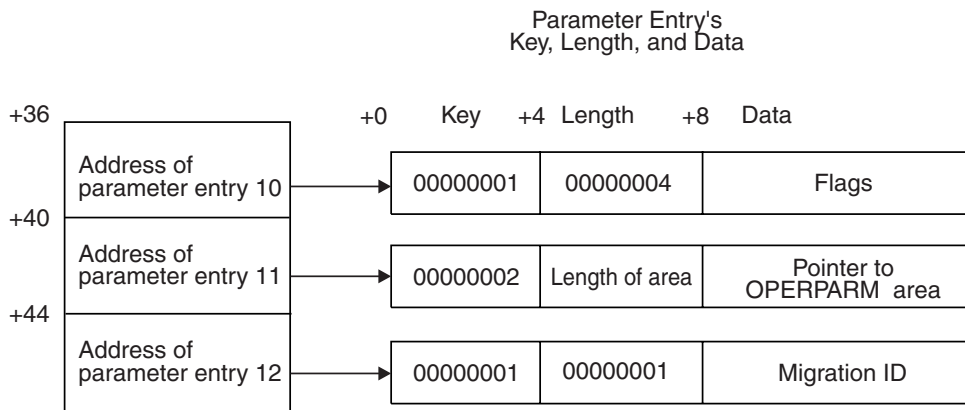 Parameter Entry's
Key, Length, and Data
+36
+0 Key +4 Length +8 Data
Address of
parameter entry 10
00000001 00000004 Flags
+40
Address of
parameter entry 11
00000002 Length of area Pointer to
OPERPARM area
+44
Address of
parameter entry 12
00000001 00000001 Migration ID